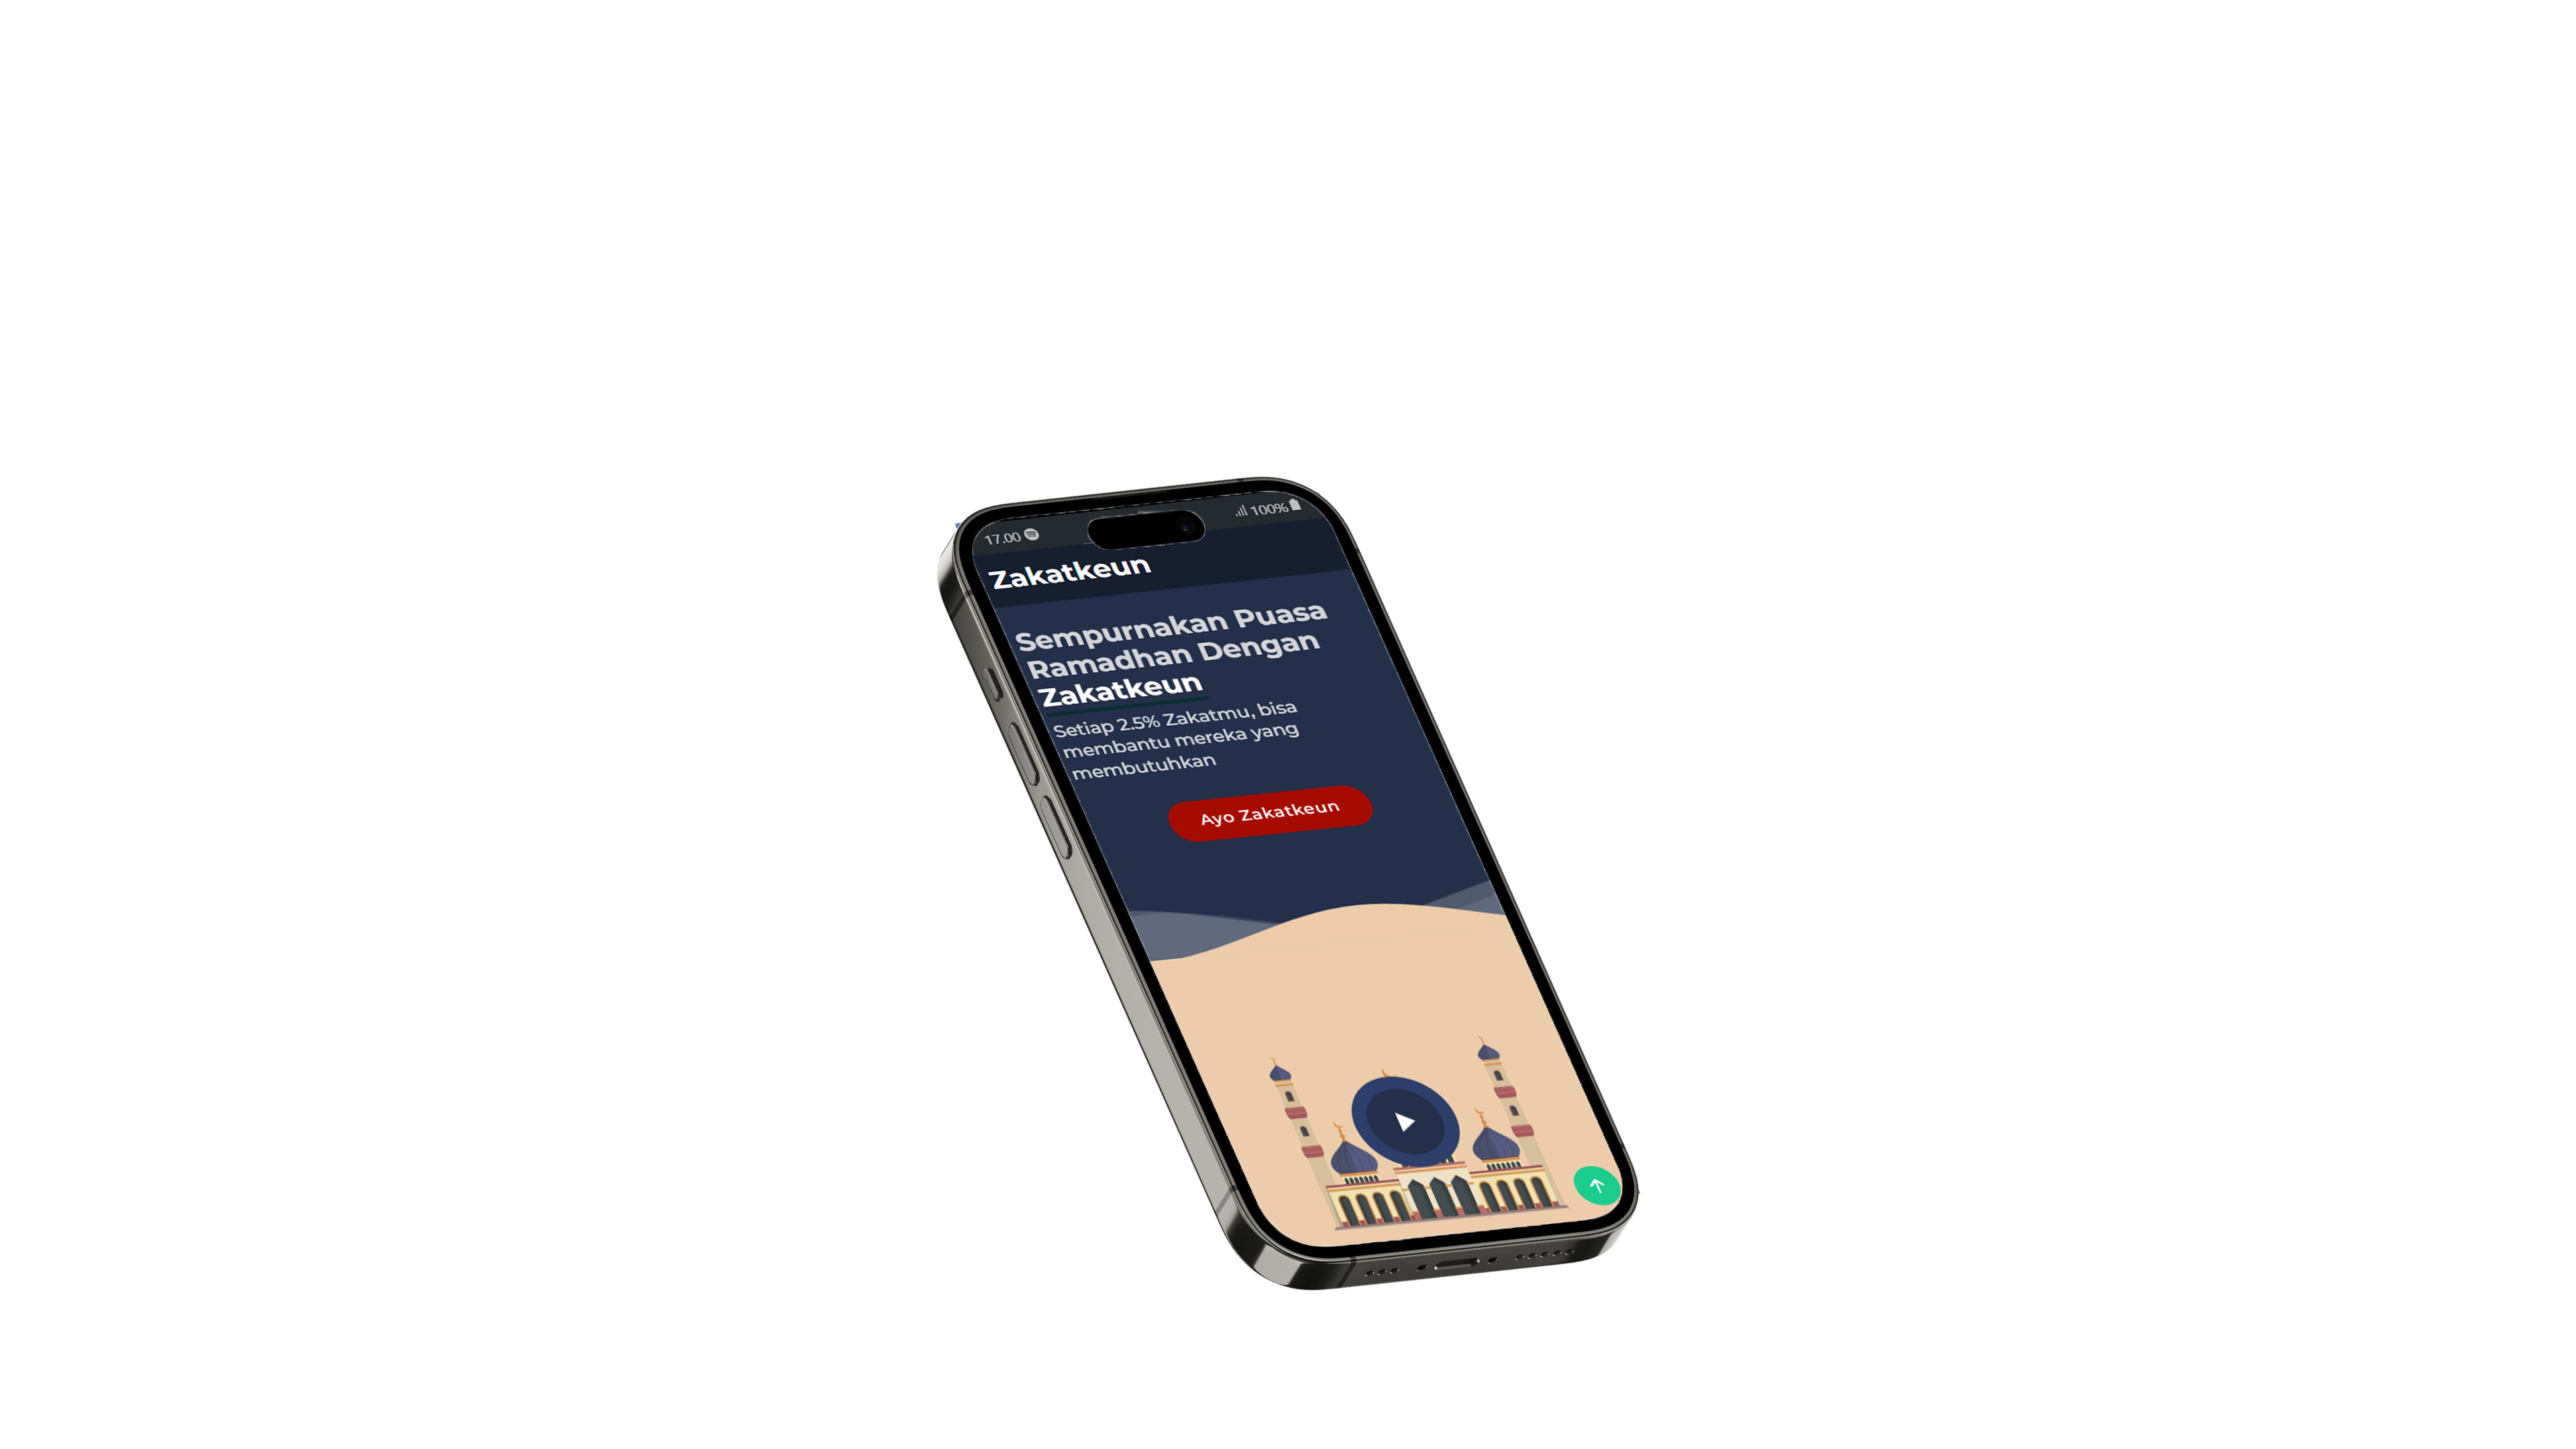 17.00
100%
Zakatkeun
Sempurnakan Puasa
Ramadhan Dengan
Zakatkeun
Setiap 2.5% Zakatmu, bisa
membantu mereka yang
membutuhkan
Ayo Zakatkeun